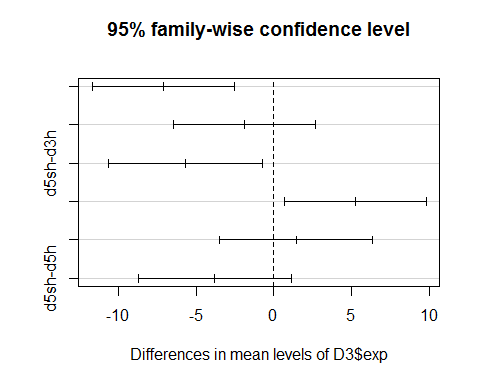 95% family-wise confidence level
d5sh-d3h
d5sh-d5h
-10 -5 0 5 10
Differences in mean levels of D3$exp